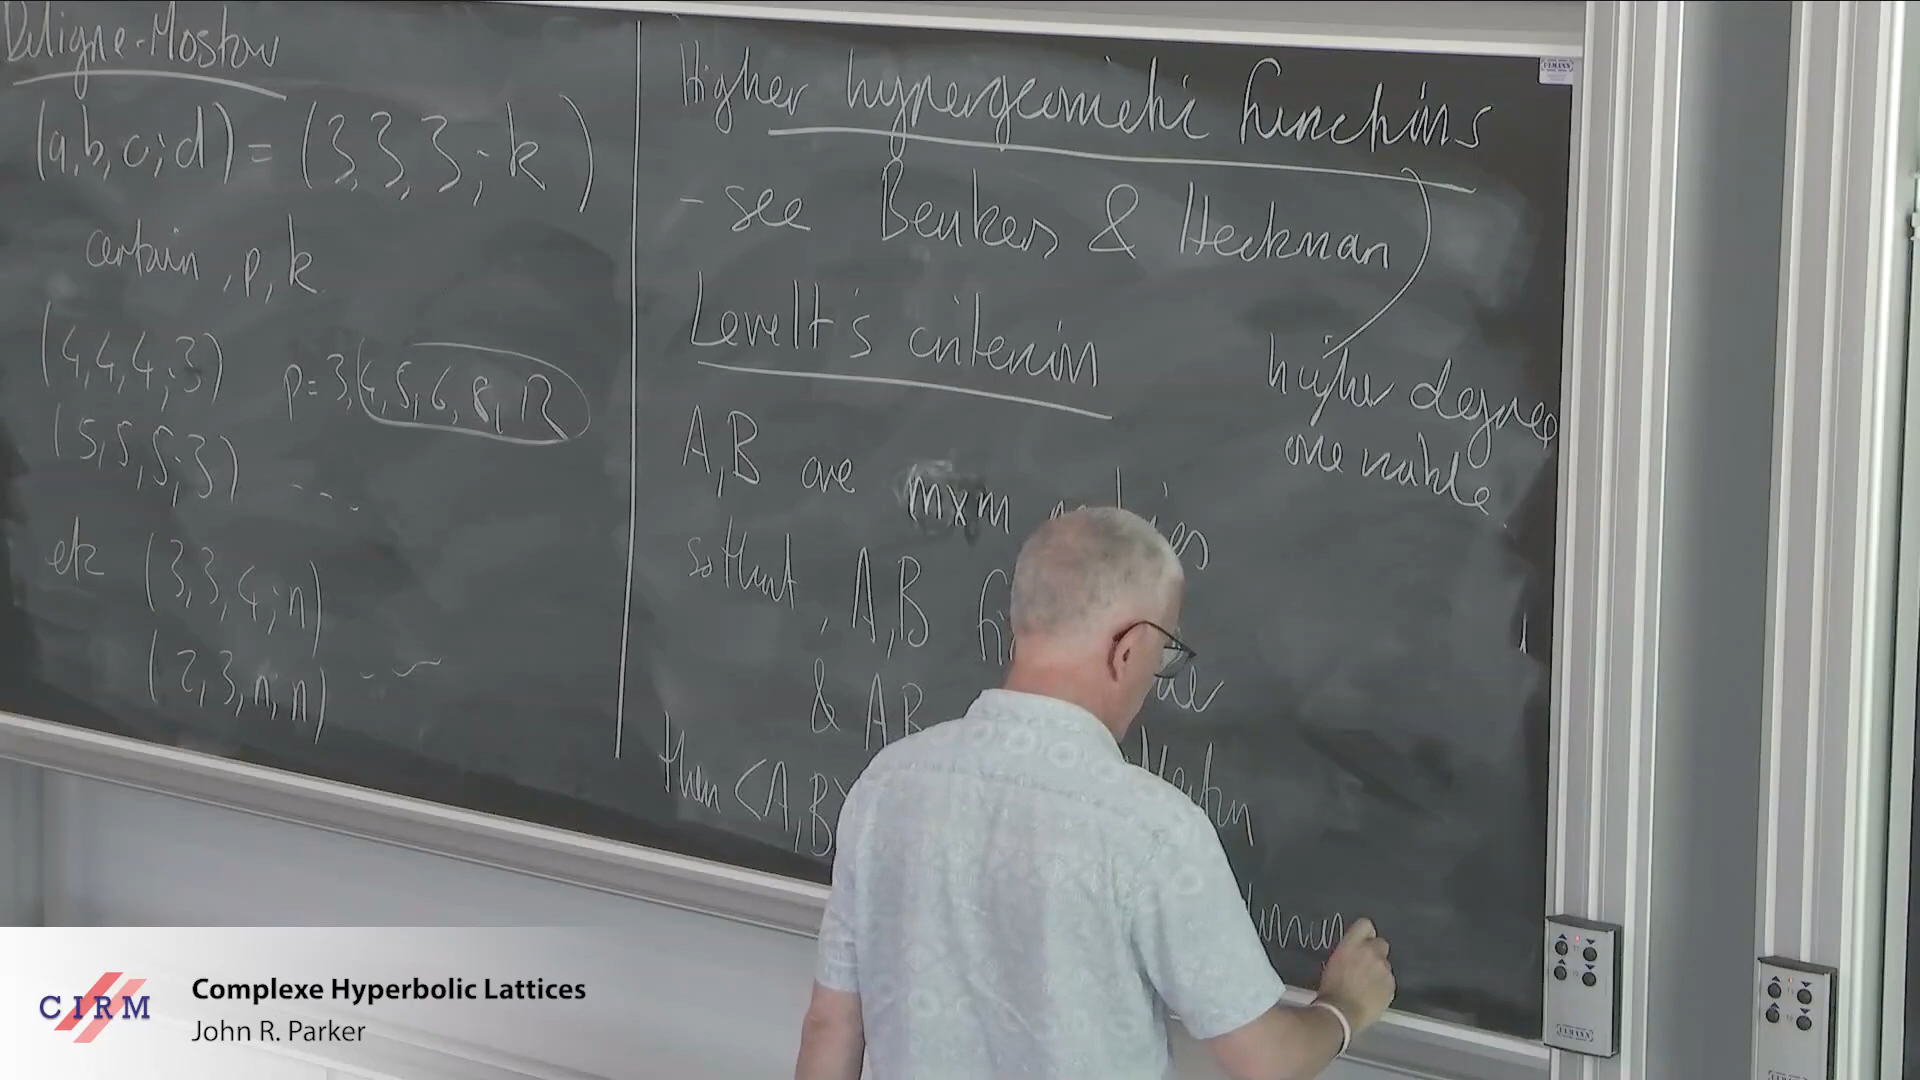 Deligne-Mostow
(a,b,c;d) = (3,3,3;k)
certain, p, k
(4,4,4;3) p=3,4,5,6,8,12
(5,5,5;3) ...
etc (3,3,4;n)
(2,3,n;n)
Higher hypergeometric functions
- see Beukers & Heckman
higher degree
one variable
Levelt's criterion
A,B are m×m
so that, A,B
& AB
then <A,B>
ULMANN
CIRM
Complexe Hyperbolic Lattices
John R. Parker